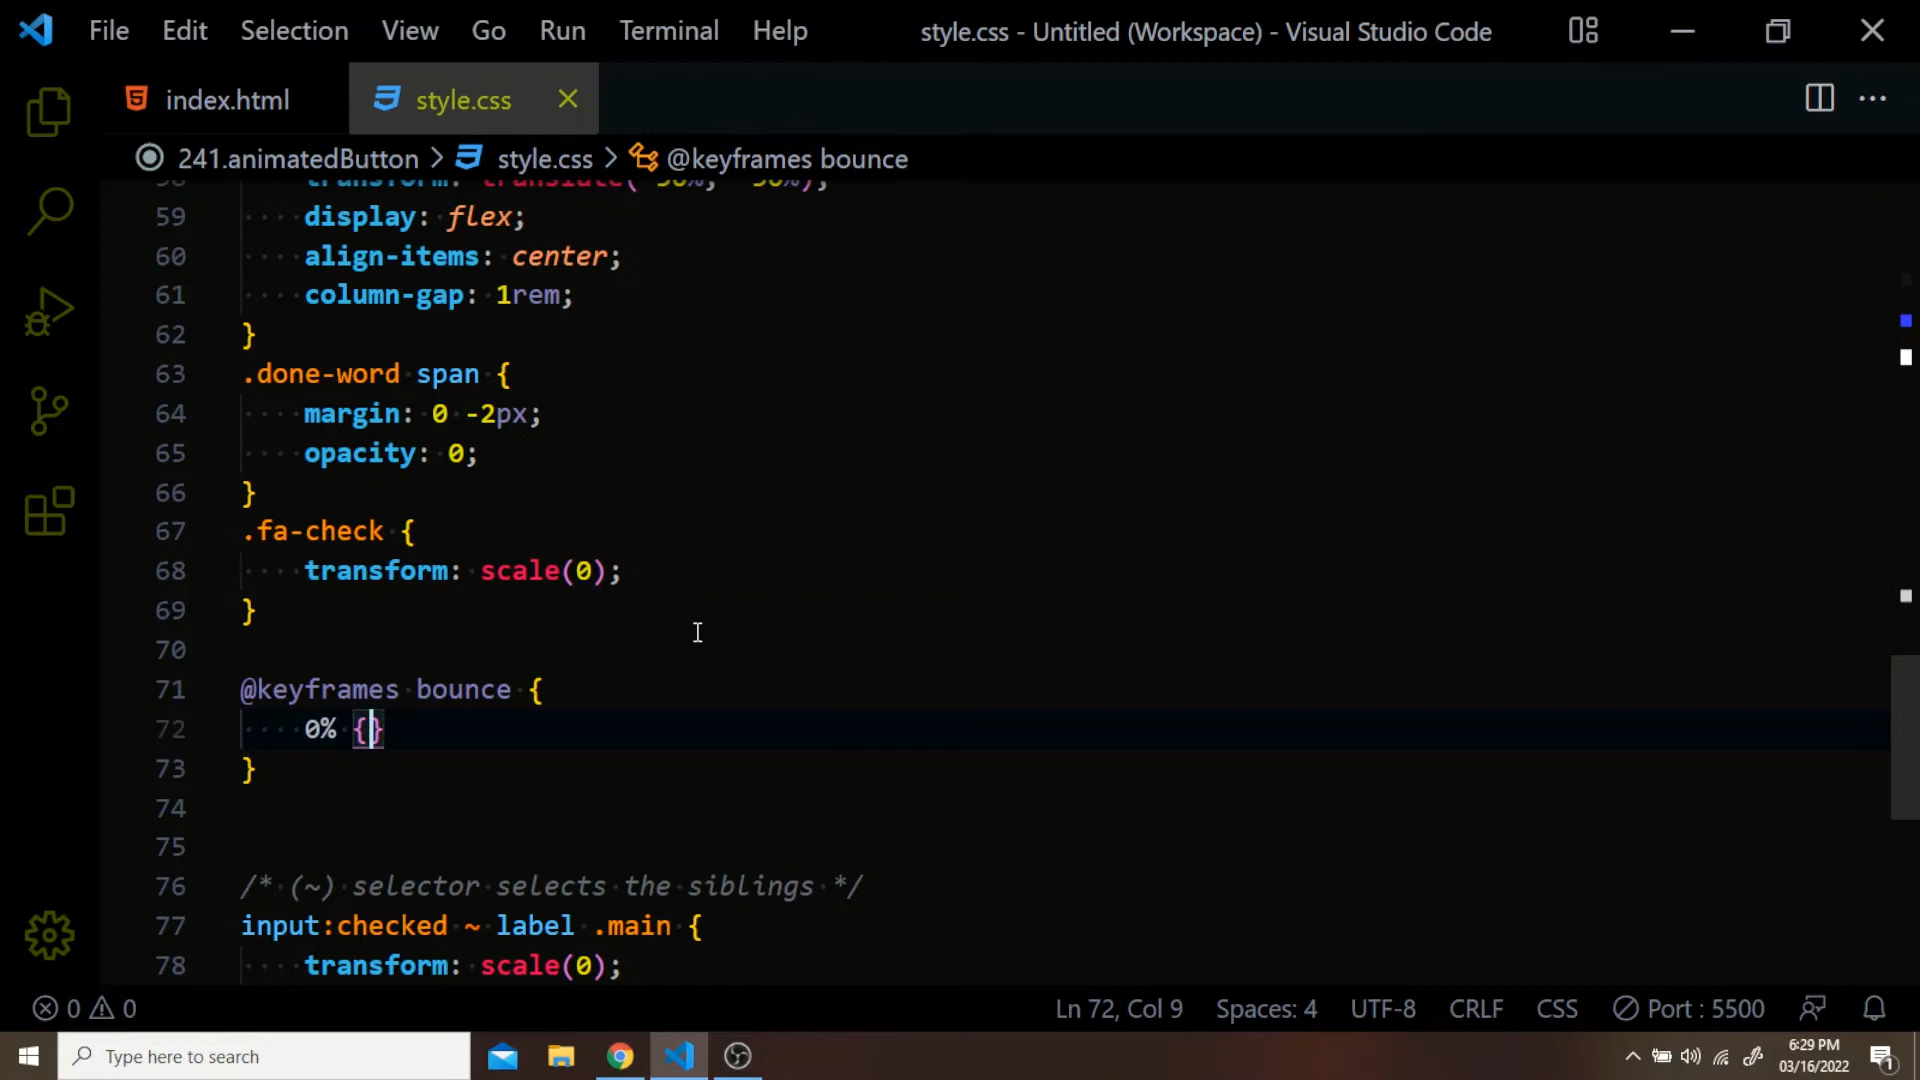 File Edit Selection View Go Run Terminal Help style.css - Untitled (Workspace) - Visual Studio Code
index.html style.css
241.animatedButton > style.css > @keyframes bounce
59 display: flex;
60 align-items: center;
61 column-gap: 1rem;
62 }
63 .done-word span {
64 margin: 0 -2px;
65 opacity: 0;
66 }
67 .fa-check {
68 transform: scale(0);
69 }
70
71 @keyframes bounce {
72 0% {}
73 }
74
75
76 /* (~) selector selects the siblings */
77 input:checked ~ label .main {
78 transform: scale(0);
0 0 Ln 72, Col 9 Spaces: 4 UTF-8 CRLF CSS Port : 5500
Type here to search
6:29 PM
03/16/2022
1